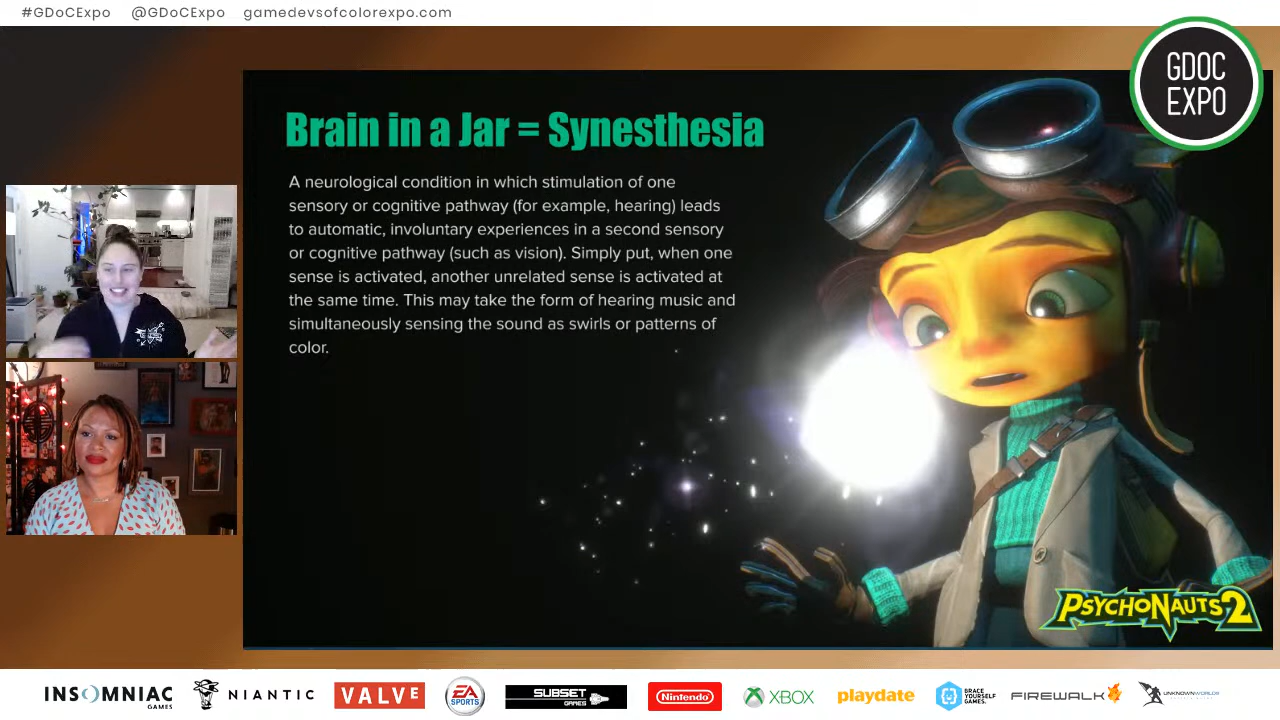 #GDoCExpo @GDoCExpo gamedevsofcolorexpo.com
GDOC
EXPO
Brain in a Jar = Synesthesia
A neurological condition in which stimulation of one
sensory or cognitive pathway (for example, hearing) leads
to automatic, involuntary experiences in a second sensory
or cognitive pathway (such as vision). Simply put, when one
sense is activated, another unrelated sense is activated at
the same time. This may take the form of hearing music and
simultaneously sensing the sound as swirls or patterns of
color.
PSYCHONAUTS 2
INSOMNIAC
GAMES
NIANTIC
VALVE
EA
SPORTS
SUBSET
GAMES
Nintendo
XBOX
playdate
BRACE
YOURSELF
GAMES.
FIREWALK
UNKNOWNWORLDS